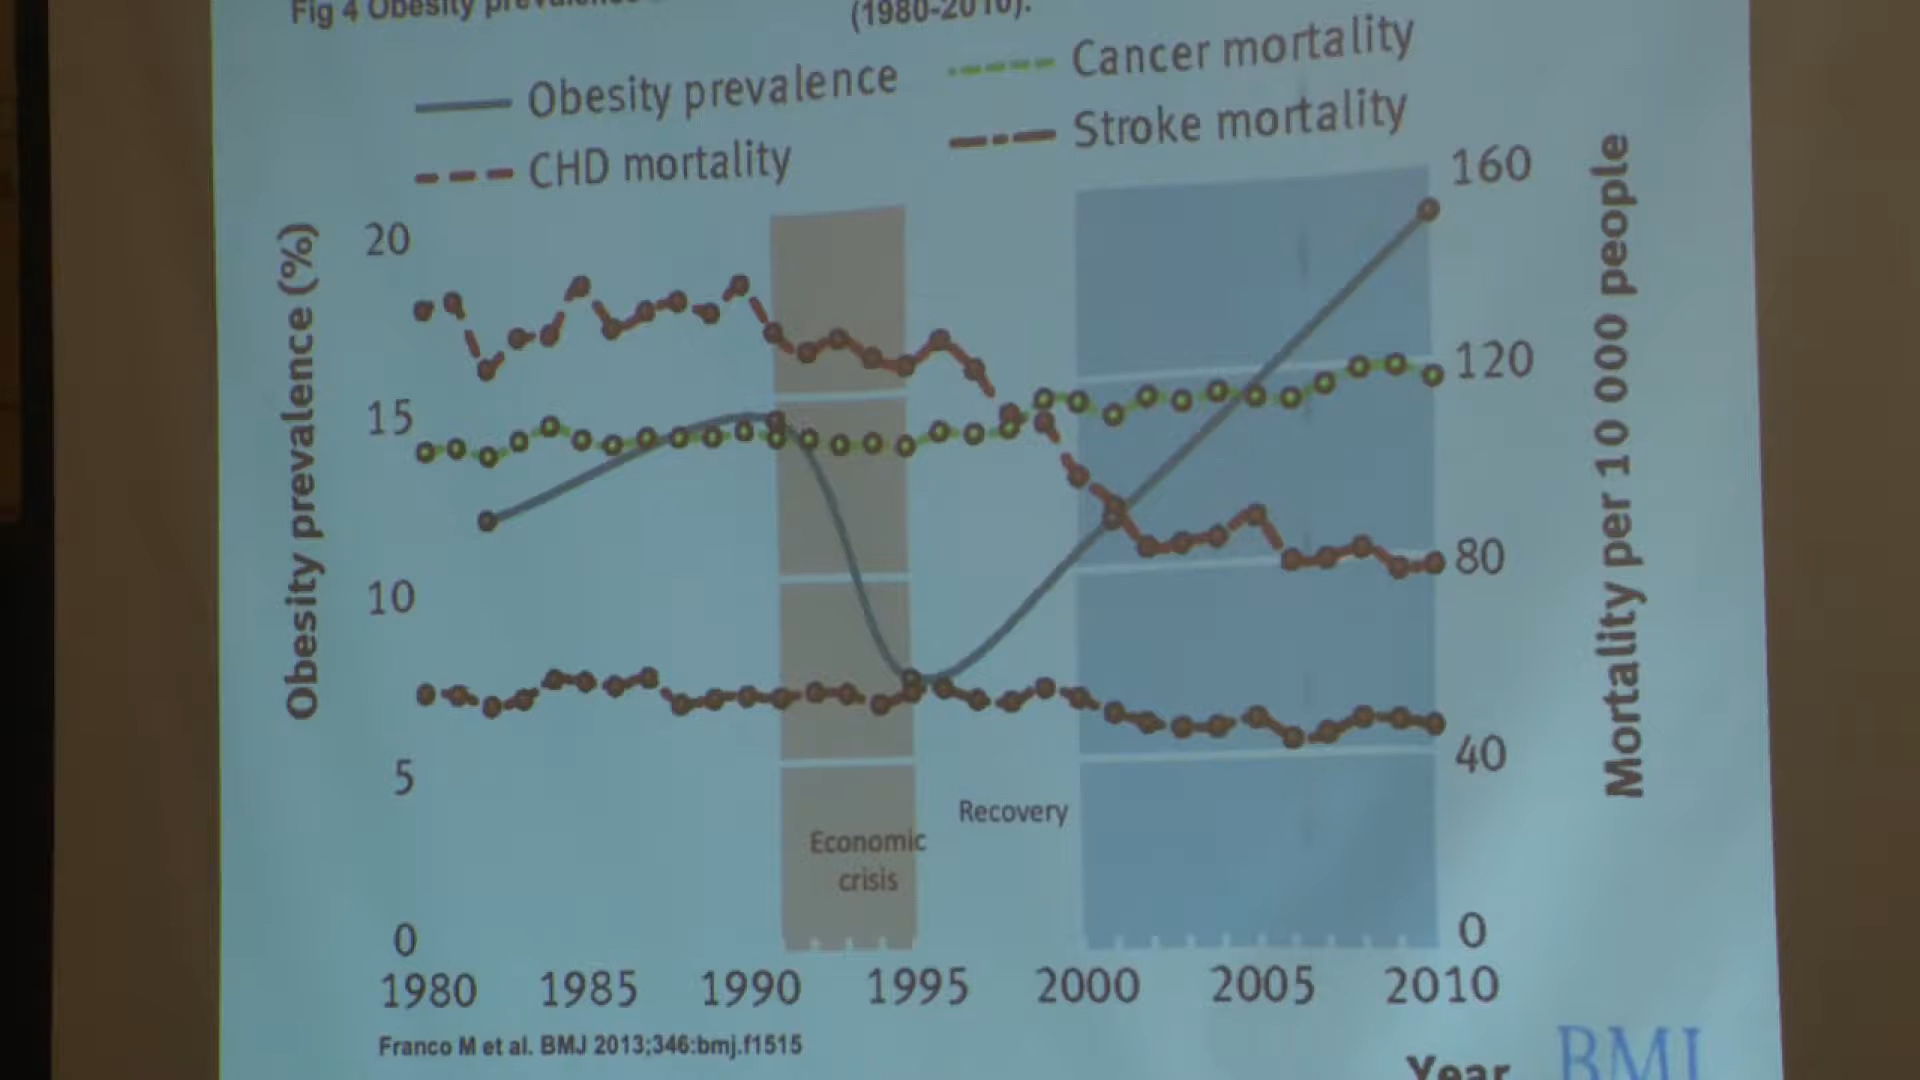 Fig 4 Obesity prevalence
(1980-2010).
Obesity prevalence
CHD mortality
Cancer mortality
Stroke mortality
Obesity prevalence (%)
20
15
10
5
0
160
120
80
40
0
Mortality per 10 000 people
Economic
crisis
Recovery
1980 1985 1990 1995 2000 2005 2010
Franco M et al. BMJ 2013;346:bmj.f1515
Year
BMJ